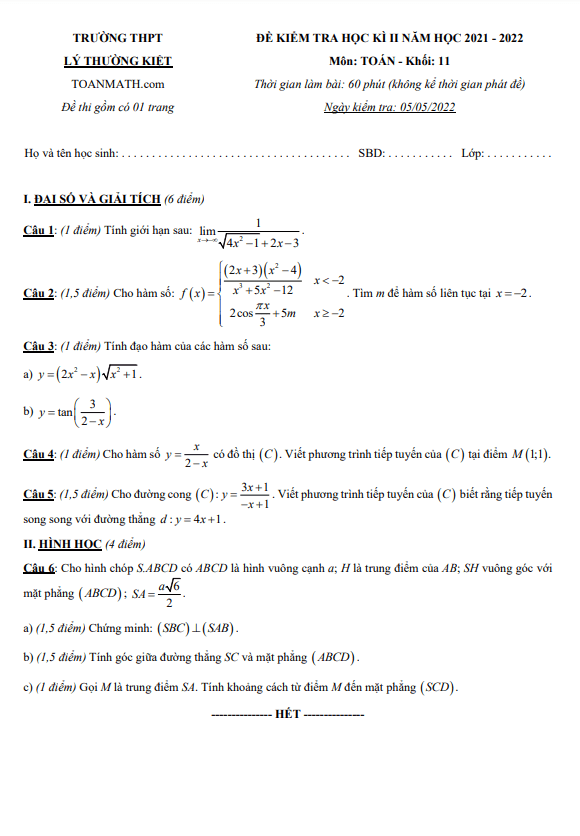 TRƯỜNG THPT
LÝ THƯỜNG KIỆT
TOANMATH.com
Đề thi gồm có 01 trang
ĐỀ KIỂM TRA HỌC KÌ II NĂM HỌC 2021 - 2022
Môn: TOÁN - Khối: 11
Thời gian làm bài: 60 phút (không kể thời gian phát đề)
Ngày kiểm tra: 05/05/2022
Họ và tên học sinh: . . . . . . . . . . . . . . . . . . . . . . . . . . . . . . . . . . . . . . . SBD: . . . . . . . . . . . Lớp: . . . . . . . . . . .
I. ĐẠI SỐ VÀ GIẢI TÍCH (6 điểm)
Câu 1: (1 điểm) Tính giới hạn sau: $\lim_{x \to -\infty} \frac{1}{\sqrt{4x^2-1}+2x-3}$.
Câu 2: (1,5 điểm) Cho hàm số: $f(x)=\begin{cases} \frac{(2x+3)(x^2-4)}{x^3+5x^2-12} & x<-2 \\ 2\cos\frac{\pi x}{3}+5m & x\geq -2 \end{cases}$. Tìm m để hàm số liên tục tại $x=-2$.
Câu 3: (1 điểm) Tính đạo hàm của các hàm số sau:
a) $y=(2x^2-x)\sqrt{x^2+1}$.
b) $y=\tan\left(\frac{3}{2-x}\right)$.
Câu 4: (1 điểm) Cho hàm số $y=\frac{x}{2-x}$ có đồ thị (C). Viết phương trình tiếp tuyến của (C) tại điểm M(1;1).
Câu 5: (1,5 điểm) Cho đường cong $(C): y=\frac{3x+1}{-x+1}$. Viết phương trình tiếp tuyến của (C) biết rằng tiếp tuyến
song song với đường thẳng $d: y=4x+1$.
II. HÌNH HỌC (4 điểm)
Câu 6: Cho hình chóp S.ABCD có ABCD là hình vuông cạnh a; H là trung điểm của AB; SH vuông góc với
mặt phẳng (ABCD); $SA=\frac{a\sqrt{6}}{2}$.
a) (1,5 điểm) Chứng minh: (SBC)⊥(SAB).
b) (1,5 điểm) Tính góc giữa đường thẳng SC và mặt phẳng (ABCD).
c) (1 điểm) Gọi M là trung điểm SA. Tính khoảng cách từ điểm M đến mặt phẳng (SCD).
--------------- HẾT ---------------